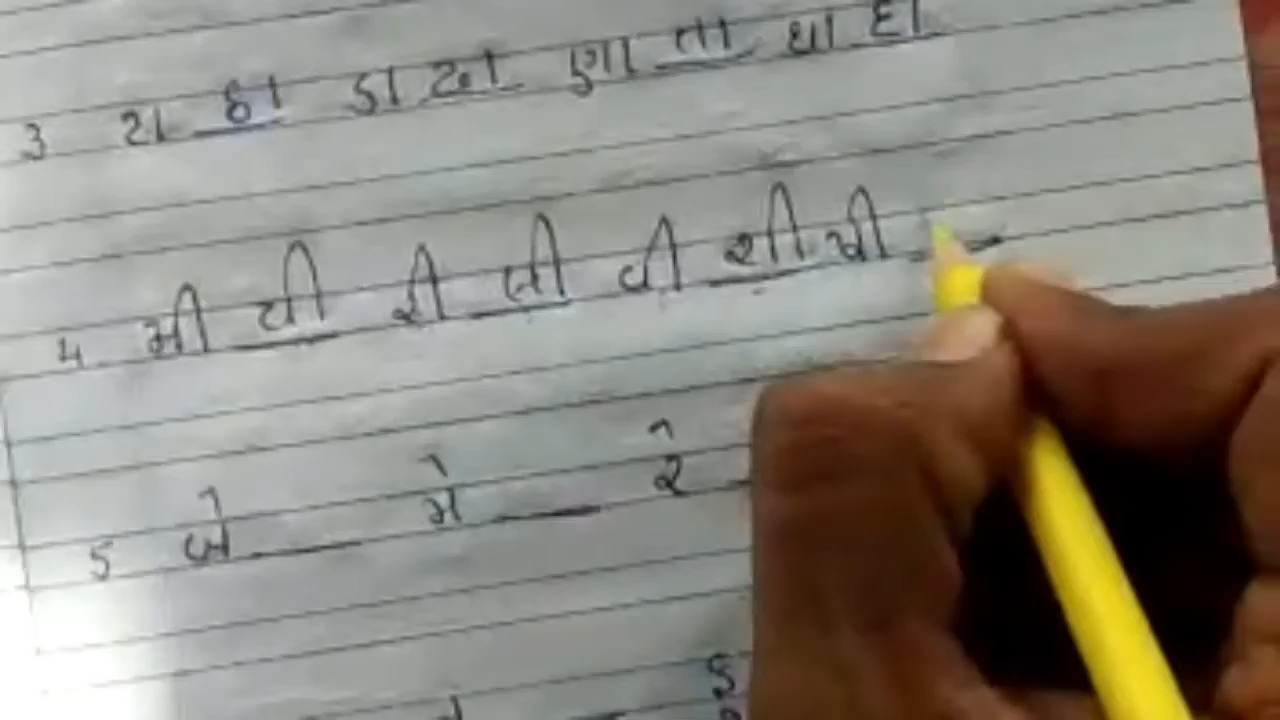 3 ટા ઠા ડા ઢા ણા તા થા દા
4 મી યી રી લી વી શી ષી
5 બે મે રે